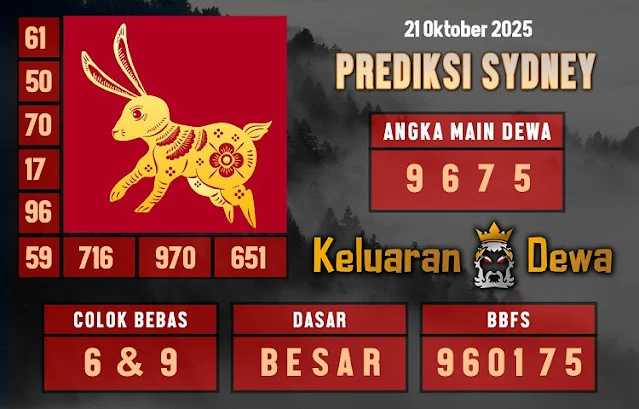 21 Oktober 2025
PREDIKSI SYDNEY
61
50
70
17
96
59 716 970 651
ANGKA MAIN DEWA
9 6 7 5
Keluaran Dewa
COLOK BEBAS
6 & 9
DASAR
BESAR
BBFS
960175